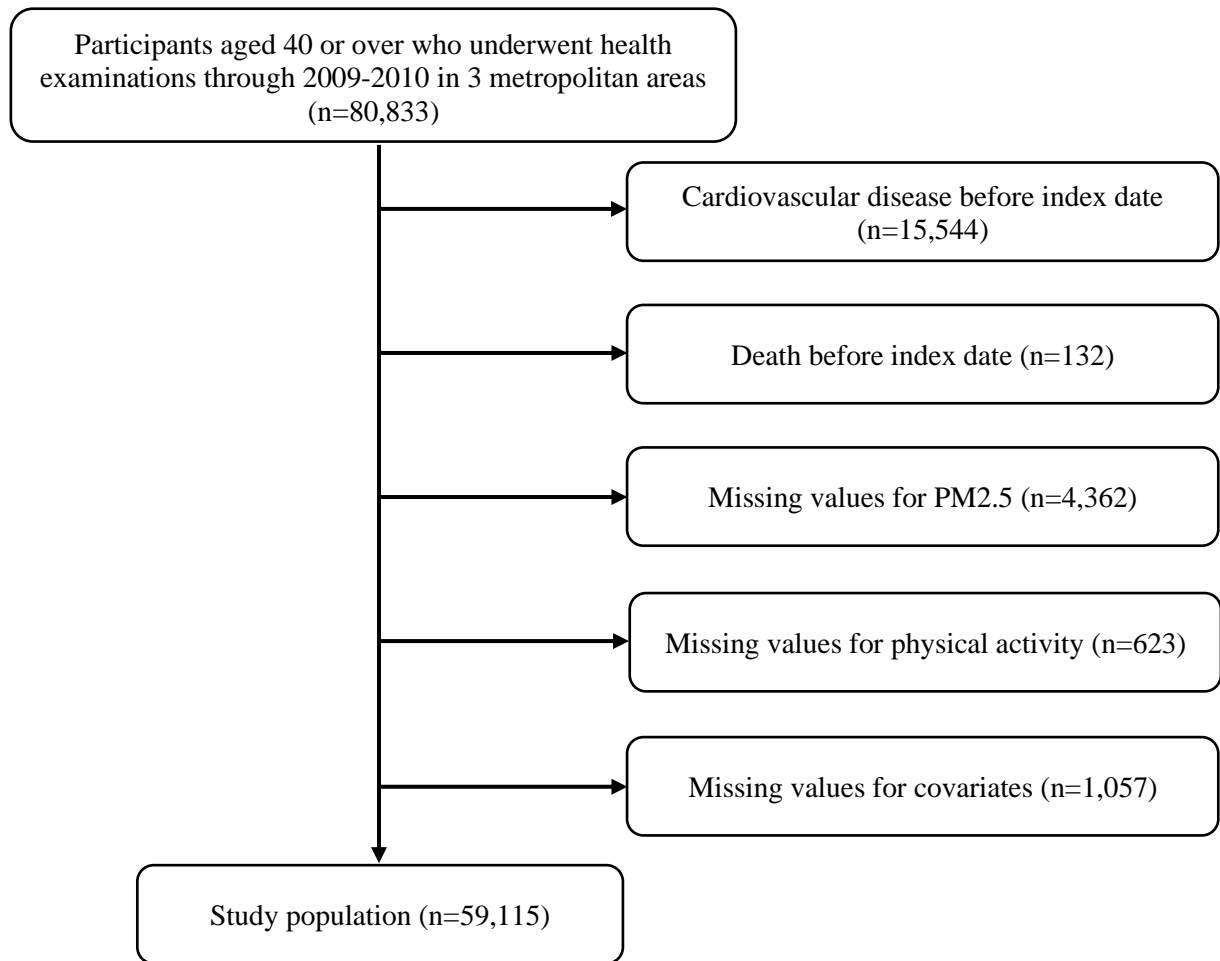 Participants aged 40 or over who underwent health
examinations through 2009-2010 in 3 metropolitan areas
(n=80,833)
Cardiovascular disease before index date
(n=15,544)
Death before index date (n=132)
Missing values for PM2.5 (n=4,362)
Missing values for physical activity (n=623)
Missing values for covariates (n=1,057)
Study population (n=59,115)